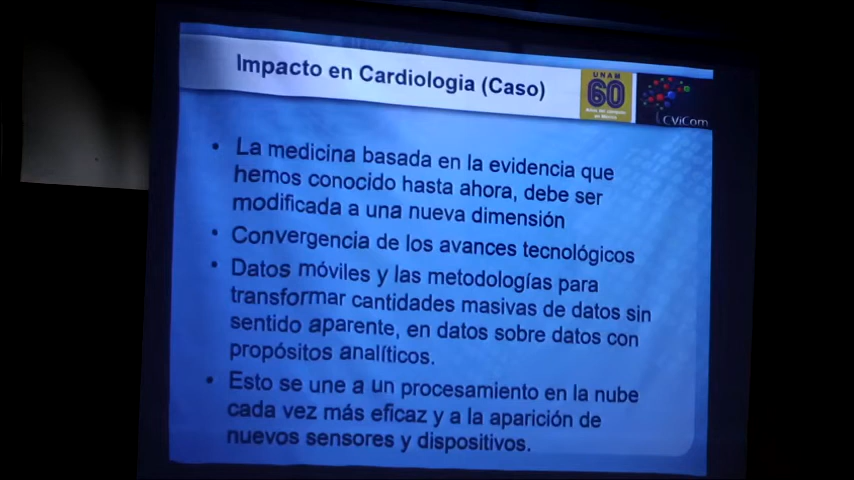 Impacto en Cardiologia (Caso)
UNAM
60
CViCom
• La medicina basada en la evidencia que
hemos conocido hasta ahora, debe ser
modificada a una nueva dimensión
• Convergencia de los avances tecnológicos
• Datos móviles y las metodologías para
transformar cantidades masivas de datos sin
sentido aparente, en datos sobre datos con
propósitos analíticos.
• Esto se une a un procesamiento en la nube
cada vez más eficaz y a la aparición de
nuevos sensores y dispositivos.